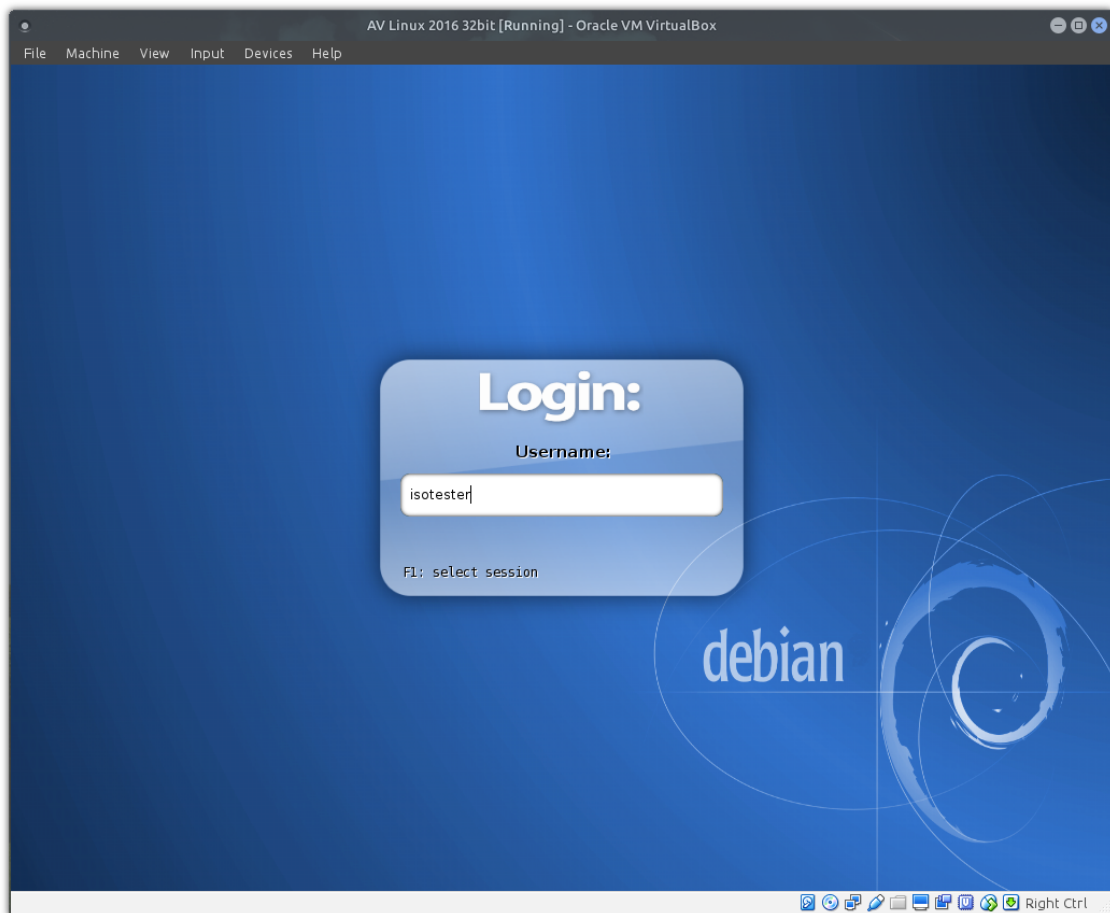 AV Linux 2016 32bit [Running] - Oracle VM VirtualBox
File Machine View Input Devices Help
Login:
Username:
isotester
F1: select session
debian
Right Ctrl